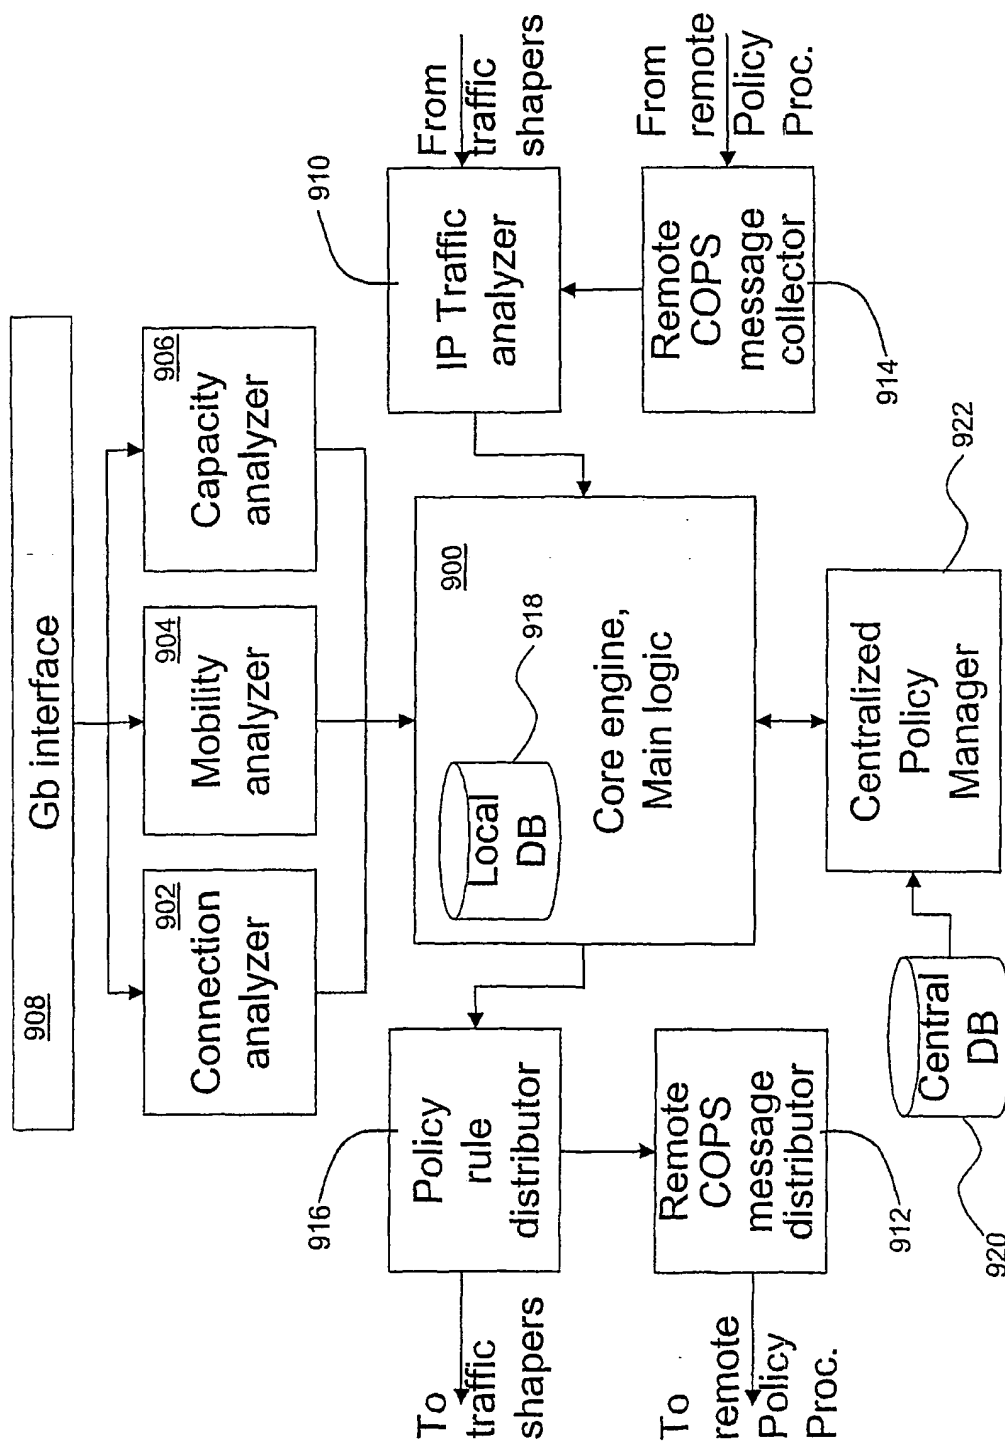 Gb interface
908
Connection
analyzer
902
Mobility
analyzer
904
Capacity
analyzer
906
916
Policy
rule
distributor
To
traffic
shapers
Remote
COPS
message
distributor
912
To
remote
Policy
Proc.
900
Local
DB
918
Core engine,
Main logic
910
IP Traffic
analyzer
From
traffic
shapers
Remote
COPS
message
collector
914
From
remote
Policy
Proc.
Central
DB
920
Centralized
Policy
Manager
922